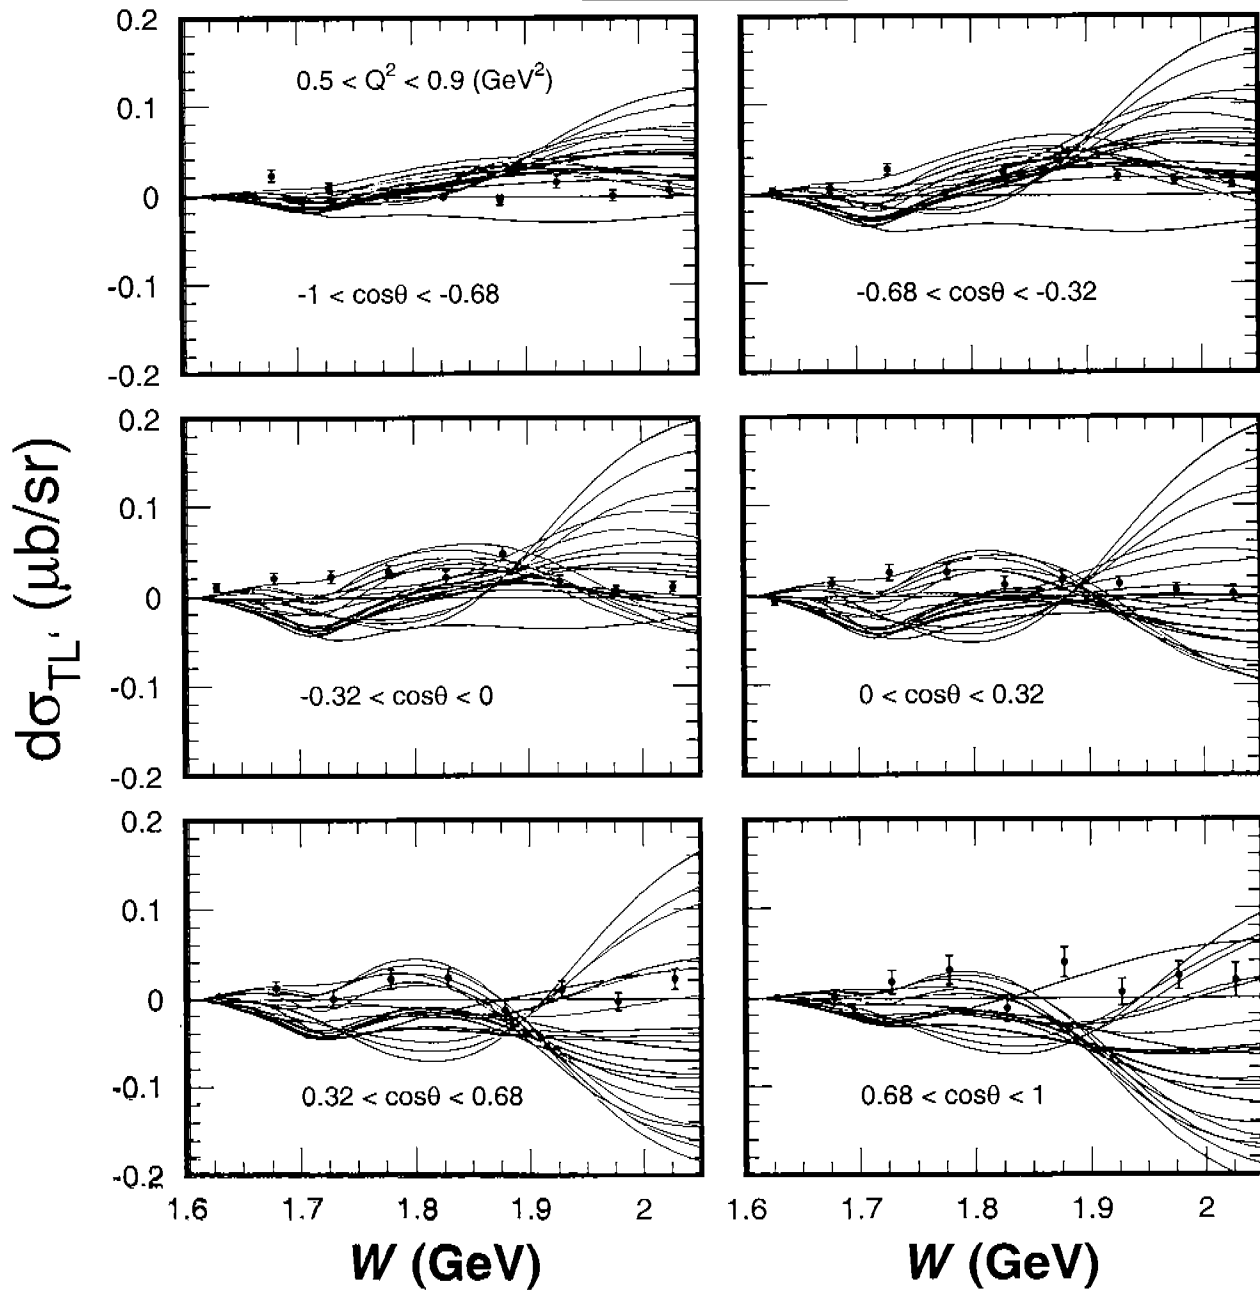 0.2
0.1
0
-0.1
-0.2
0.5 < Q² < 0.9 (GeV²)
-1 < cosθ < -0.68
-0.68 < cosθ < -0.32
0.2
0.1
0
-0.1
-0.2
-0.32 < cosθ < 0
0 < cosθ < 0.32
dσTL' (μb/sr)
0.2
0.1
0
-0.1
-0.2
0.32 < cosθ < 0.68
0.68 < cosθ < 1
1.6 1.7 1.8 1.9 2
1.6 1.7 1.8 1.9 2
W (GeV)
W (GeV)